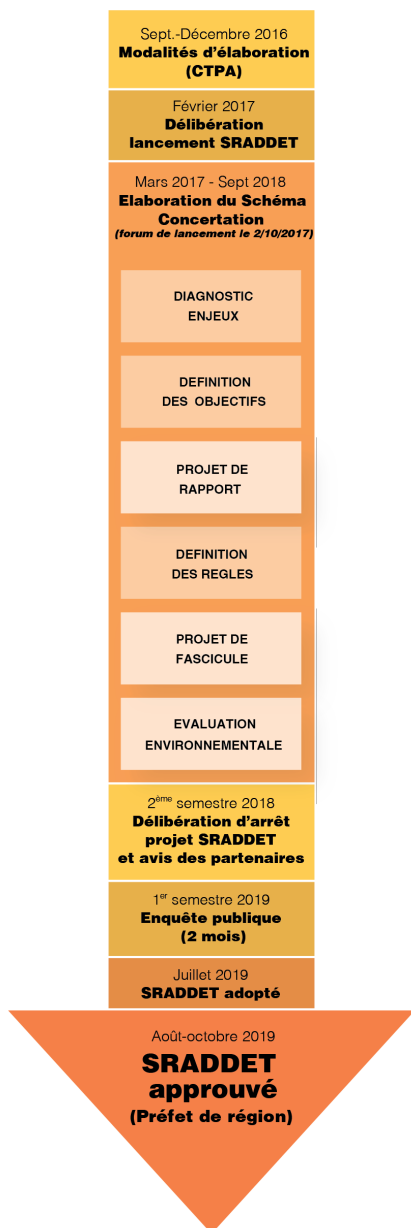 Sept.-Décembre 2016
Modalités d'élaboration
(CTPA)
Février 2017
Délibération
lancement SRADDET
Mars 2017 - Sept 2018
Elaboration du Schéma
Concertation
(forum de lancement le 2/10/2017)
DIAGNOSTIC
ENJEUX
DEFINITION
DES OBJECTIFS
PROJET DE
RAPPORT
DEFINITION
DES REGLES
PROJET DE
FASCICULE
EVALUATION
ENVIRONNEMENTALE
2ème semestre 2018
Délibération d'arrêt
projet SRADDET
et avis des partenaires
1er semestre 2019
Enquête publique
(2 mois)
Juillet 2019
SRADDET adopté
Août-octobre 2019
SRADDET
approuvé
(Préfet de région)